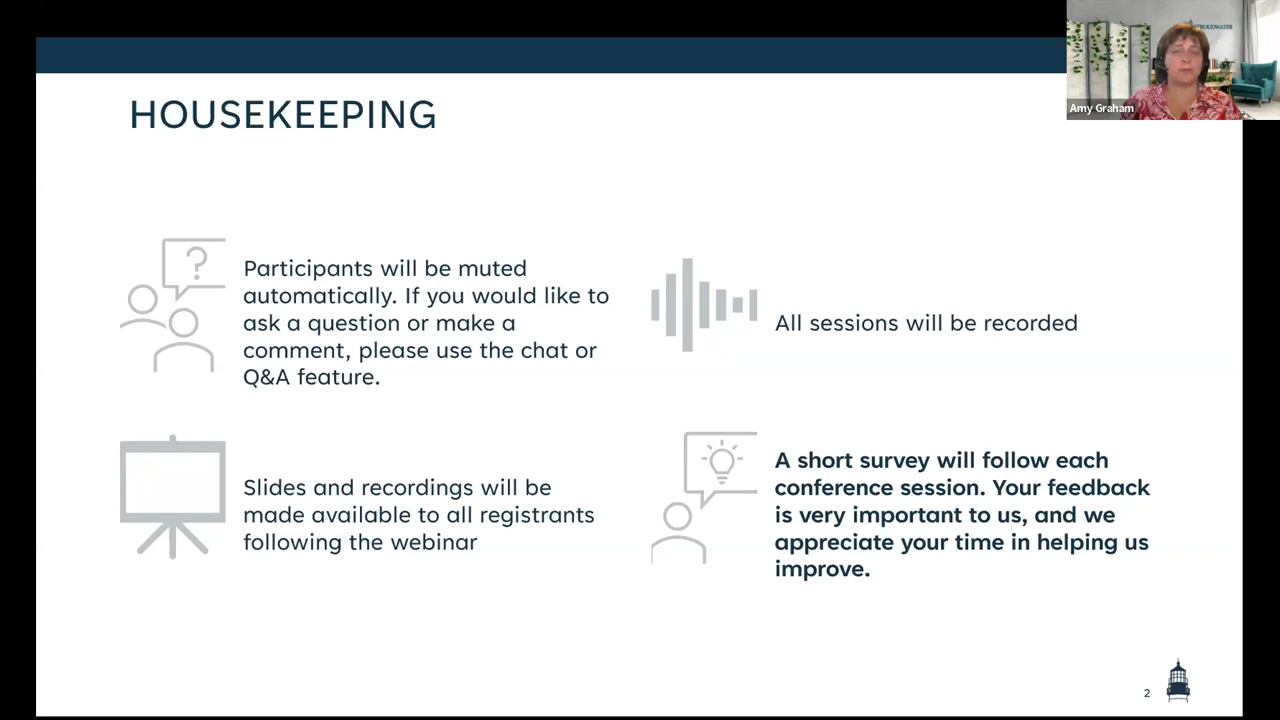 STROUDWATER
Amy Graham
HOUSEKEEPING
?
Participants will be muted
automatically. If you would like to
ask a question or make a
comment, please use the chat or
Q&A feature.
All sessions will be recorded
Slides and recordings will be
made available to all registrants
following the webinar
A short survey will follow each
conference session. Your feedback
is very important to us, and we
appreciate your time in helping us
improve.
2